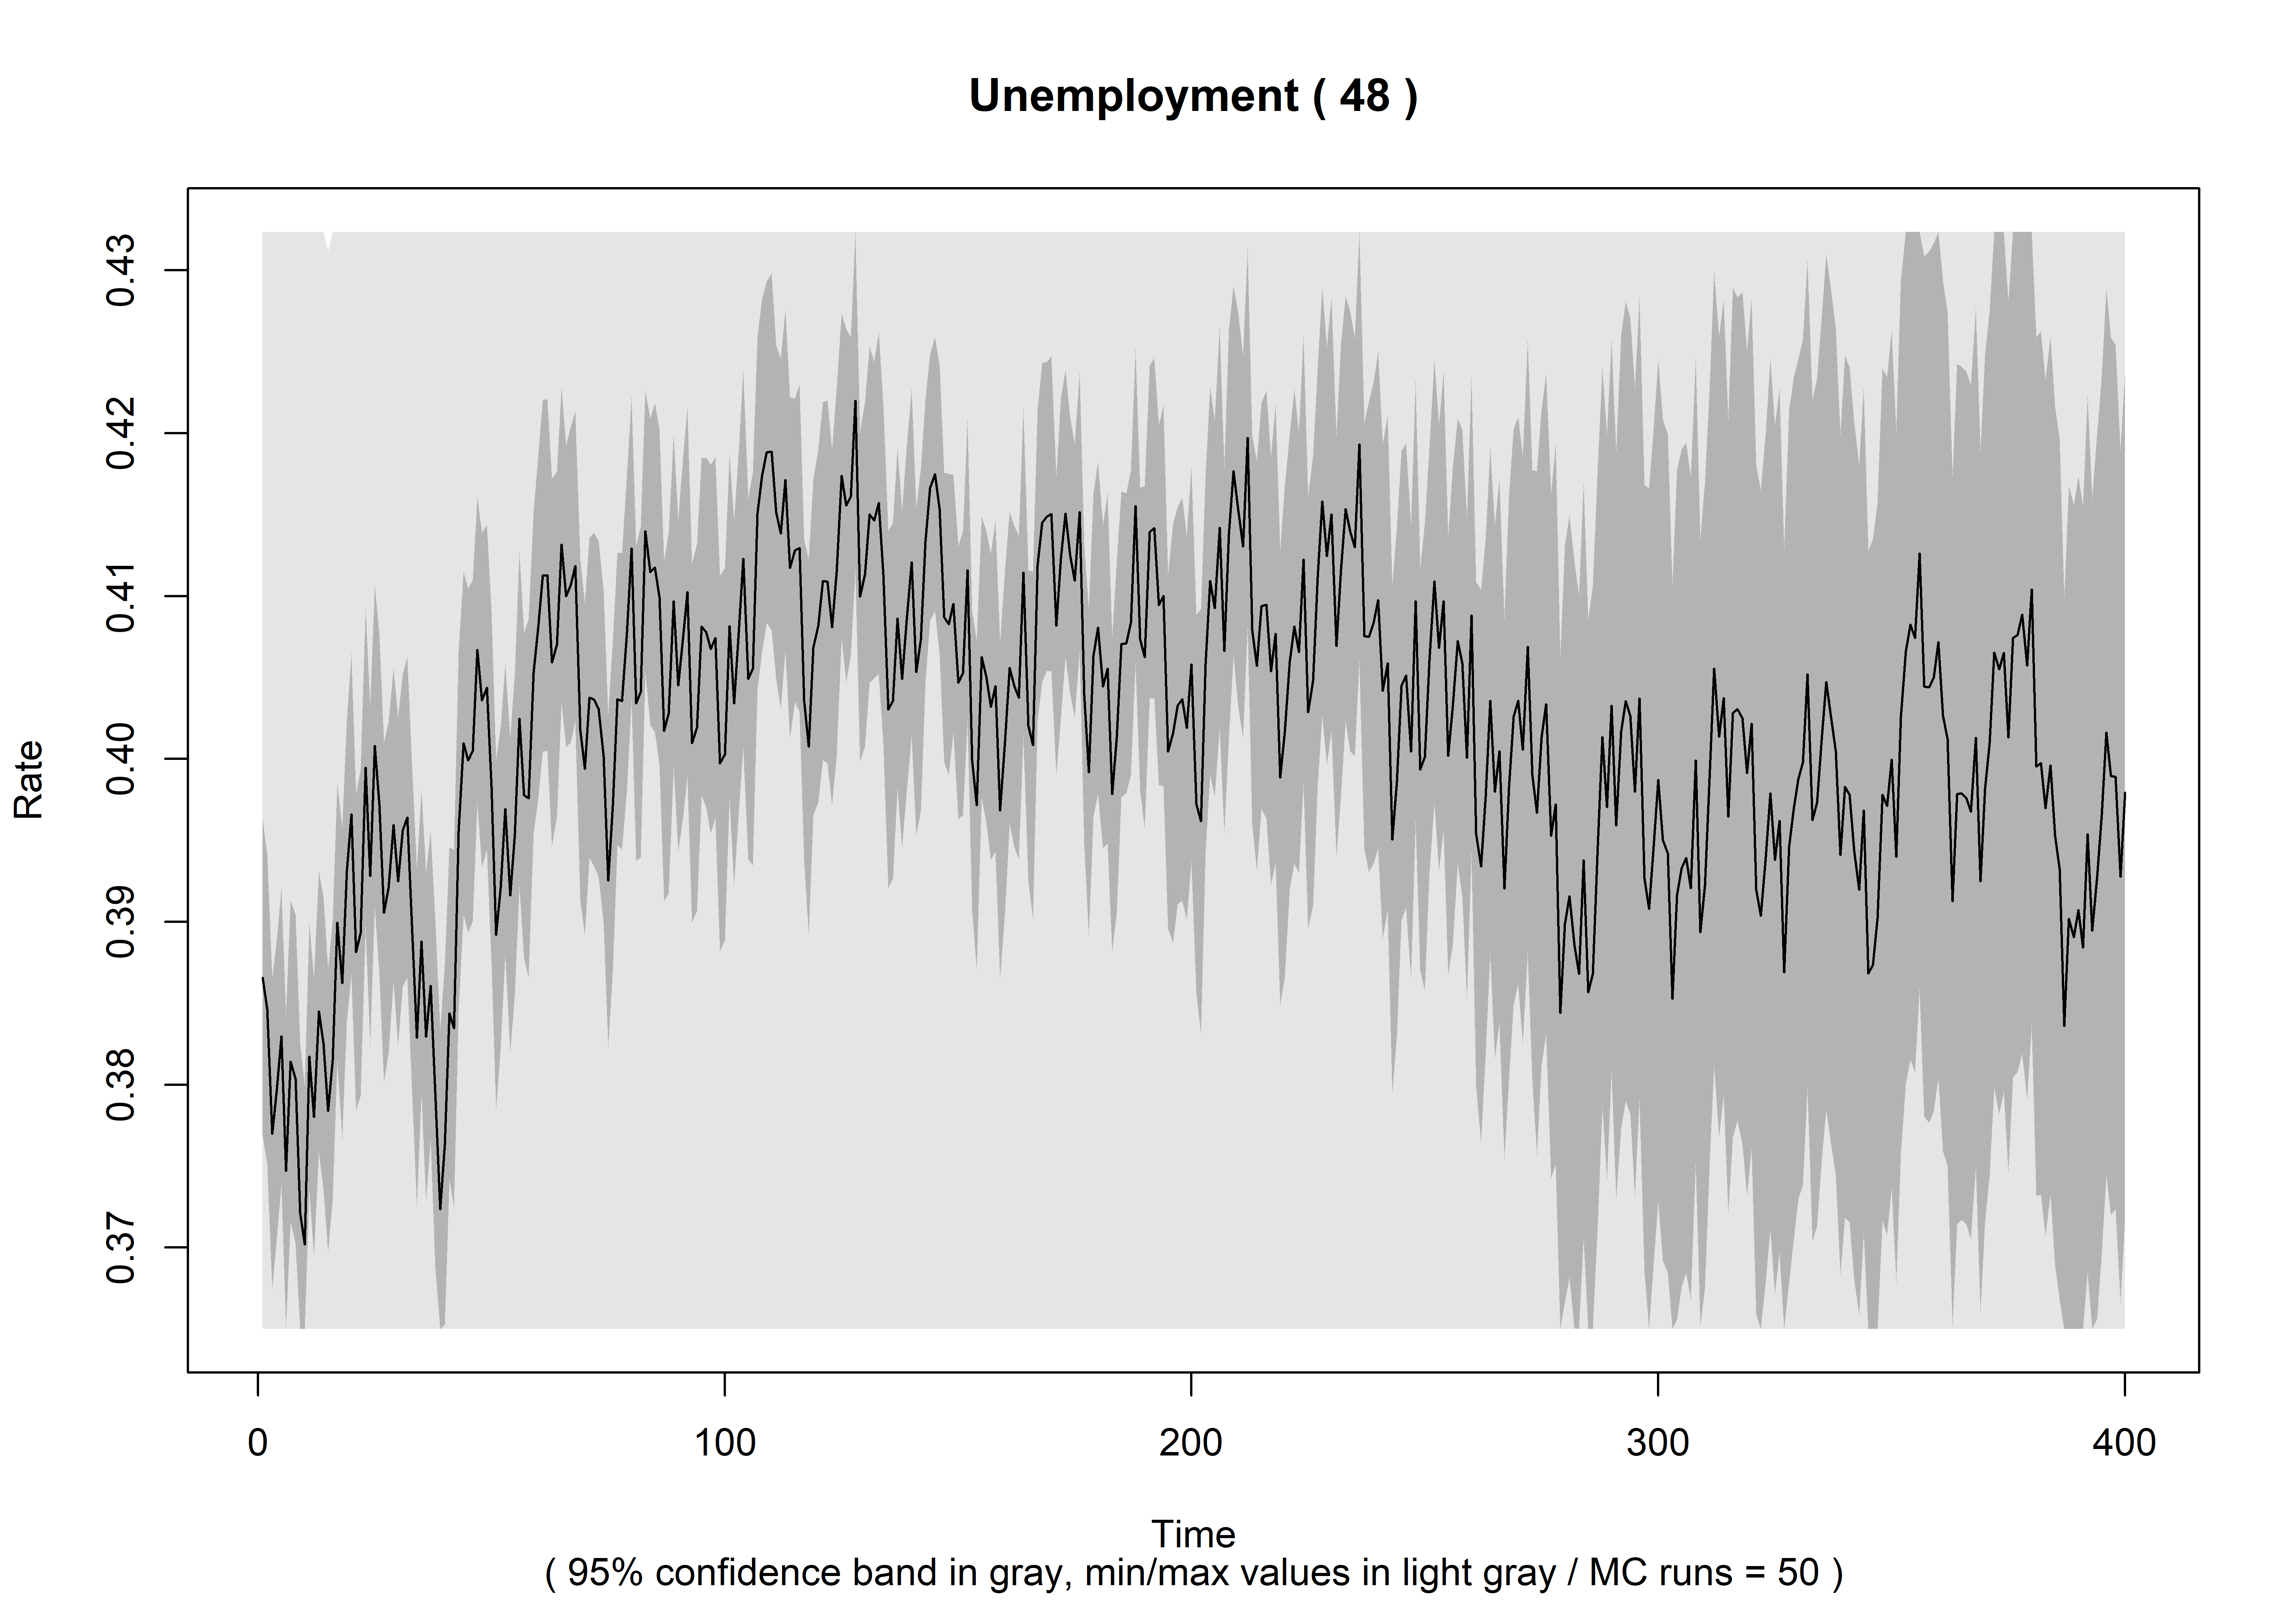 Unemployment ( 48 )
Rate
0.43
0.42
0.41
0.40
0.39
0.38
0.37
0 100 200 300 400
Time
( 95% confidence band in gray, min/max values in light gray / MC runs = 50 )